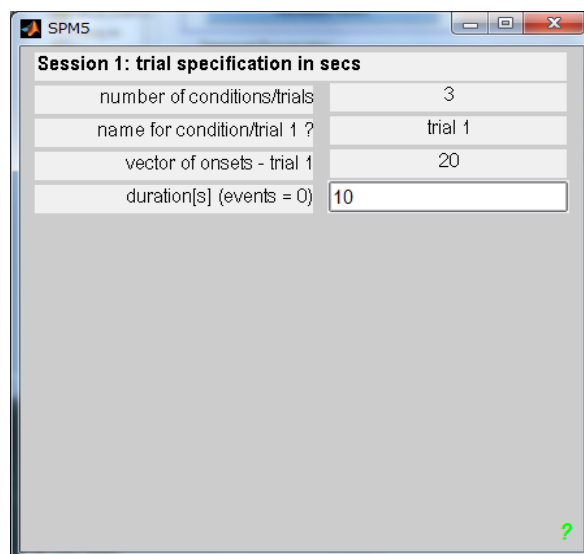 SPM5
Session 1: trial specification in secs
number of conditions/trials 3
name for condition/trial 1 ? trial 1
vector of onsets - trial 1 20
duration[s] (events = 0) 10
?